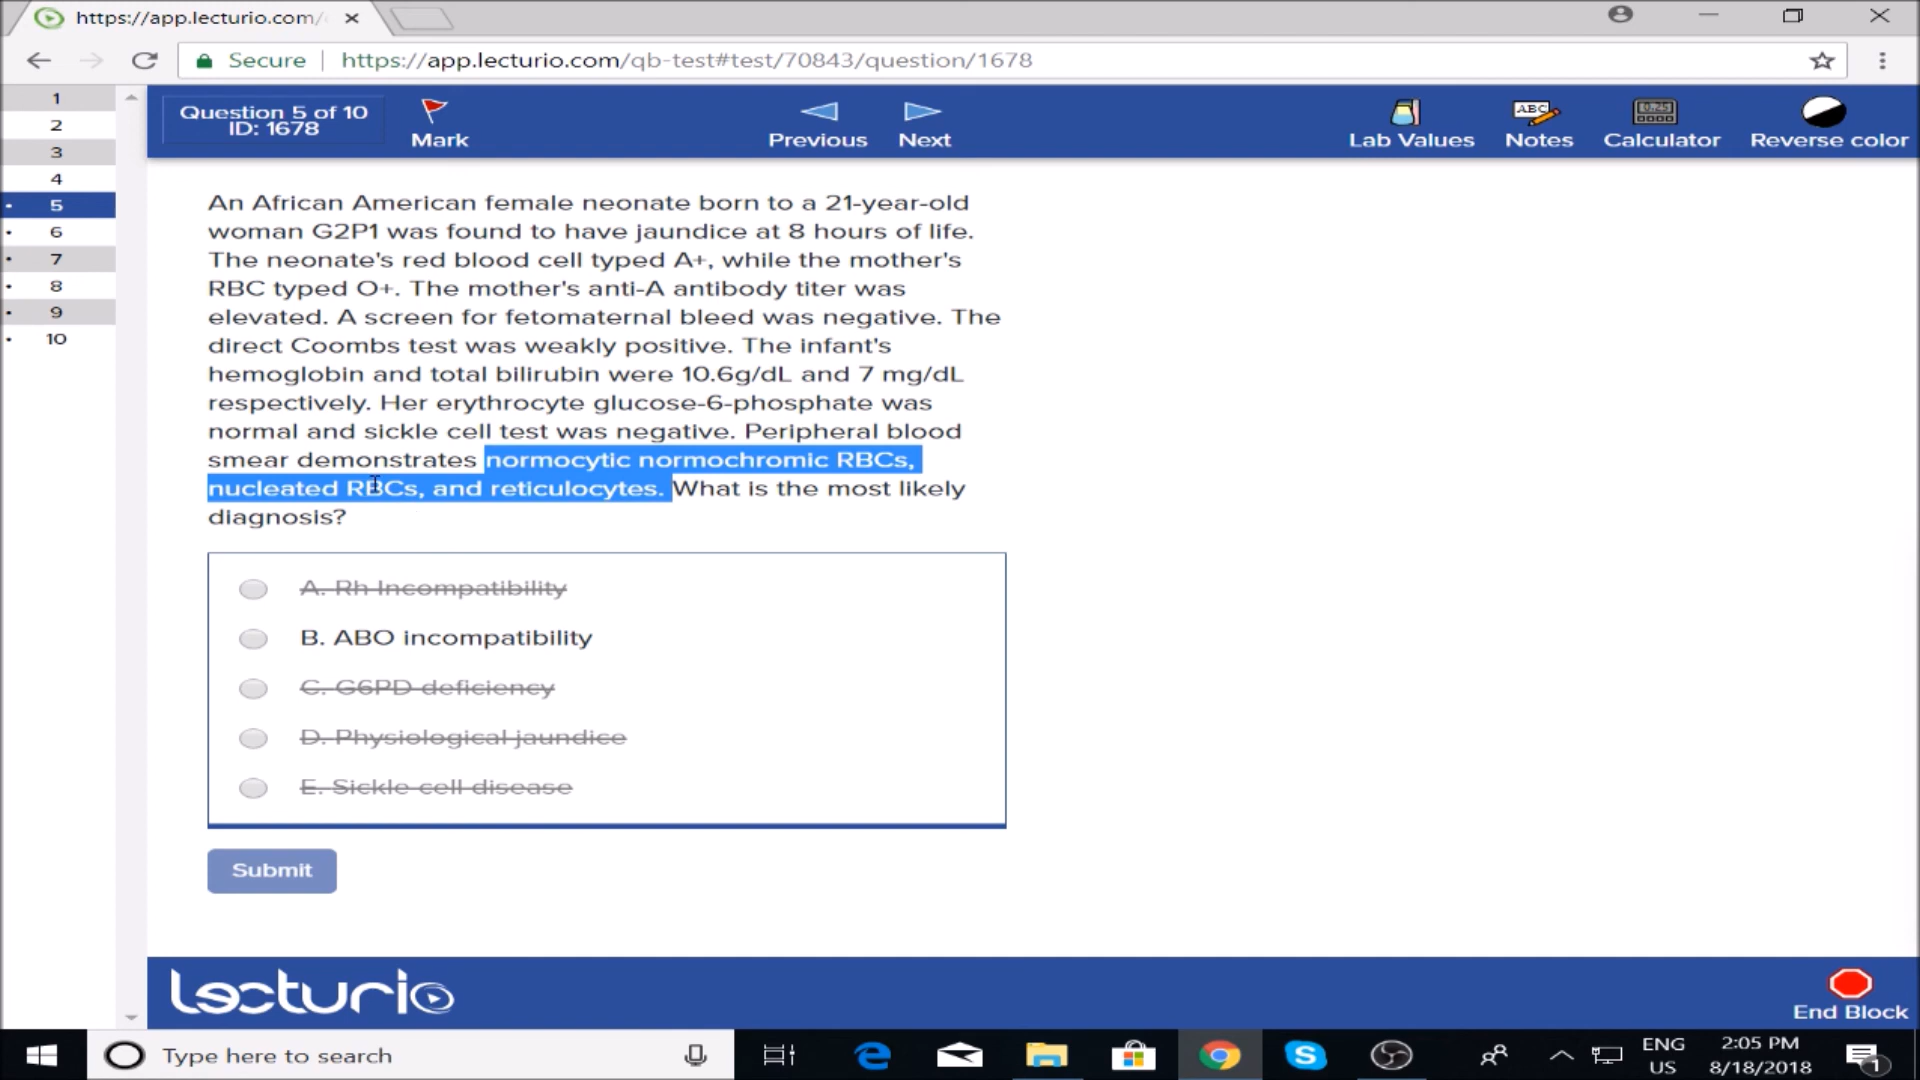 https://app.lecturio.com/
Secure
https://app.lecturio.com/qb-test#test/70843/question/1678
1
2
3
4
5
6
7
8
9
10
Question 5 of 10
ID: 1678
Mark
Previous
Next
Lab Values
Notes
Calculator
Reverse color
An African American female neonate born to a 21-year-old
woman G2P1 was found to have jaundice at 8 hours of life.
The neonate's red blood cell typed A+, while the mother's
RBC typed O+. The mother's anti-A antibody titer was
elevated. A screen for fetomaternal bleed was negative. The
direct Coombs test was weakly positive. The infant's
hemoglobin and total bilirubin were 10.6g/dL and 7 mg/dL
respectively. Her erythrocyte glucose-6-phosphate was
normal and sickle cell test was negative. Peripheral blood
smear demonstrates normocytic normochromic RBCs,
nucleated RBCs, and reticulocytes. What is the most likely
diagnosis?
A. Rh Incompatibility
B. ABO incompatibility
C. G6PD deficiency
D. Physiological jaundice
E. Sickle cell disease
Submit
lecturio
End Block
Type here to search
ENG
US
2:05 PM
8/18/2018
1
ABC
0.25